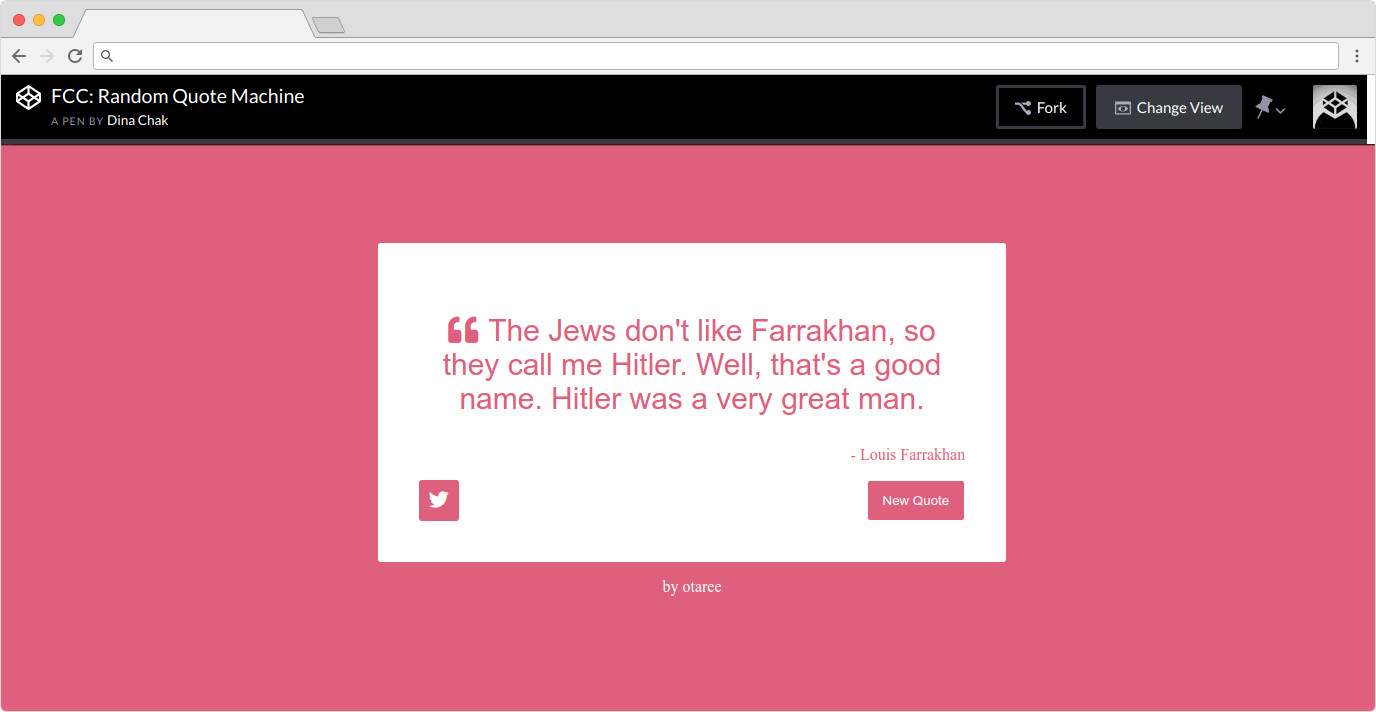 FCC: Random Quote Machine
A PEN BY Dina Chak
Fork
Change View
The Jews don't like Farrakhan, so
they call me Hitler. Well, that's a good
name. Hitler was a very great man.
- Louis Farrakhan
New Quote
by otaree